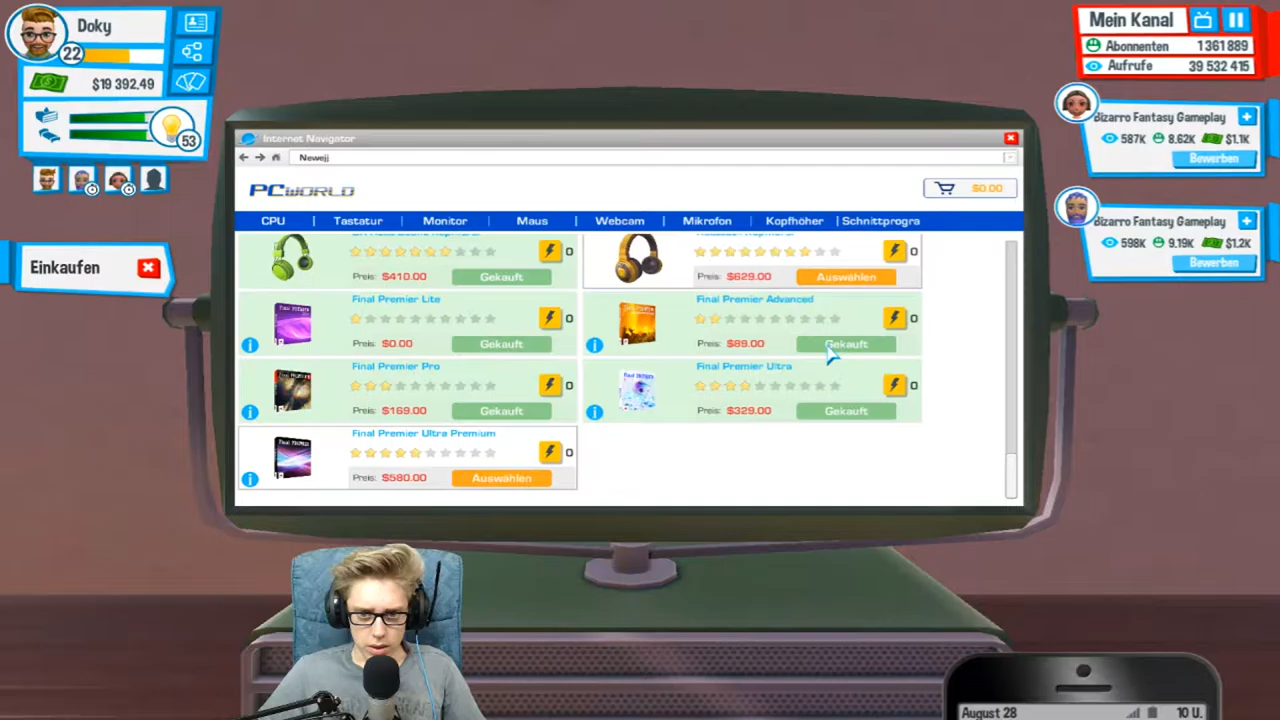 Doky
22
$19 392.49
53
Einkaufen
Mein Kanal
Abonnenten 1 361 889
Aufrufe 39 532 415
Bizarro Fantasy Gameplay
587K 8.62K $1.1K
Bewerben
Bizarro Fantasy Gameplay
598K 9.19K $1.2K
Bewerben
Internet Navigator
Newejj
PCWORLD
$0.00
CPU | Tastatur | Monitor | Maus | Webcam | Mikrofon | Kopfhöher | Schnittprogra
0
Preis: $410.00 Gekauft
0
Preis: $629.00 Auswählen
Final Premier Lite
0
Preis: $0.00 Gekauft
Final Premier Advanced
0
Preis: $89.00 Gekauft
Final Premier Pro
0
Preis: $169.00 Gekauft
Final Premier Ultra
0
Preis: $329.00 Gekauft
Final Premier Ultra Premium
0
Preis: $580.00 Auswählen
August 28
10 U.